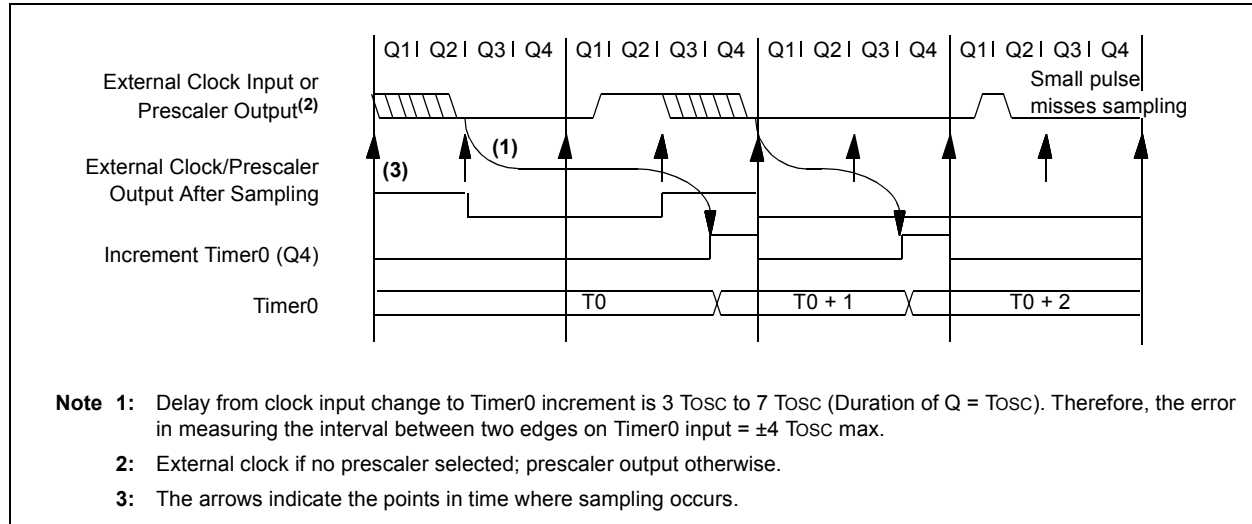 Q1 | Q2 | Q3 | Q4 Q1 | Q2 | Q3 | Q4 Q1 | Q2 | Q3 | Q4 Q1 | Q2 | Q3 | Q4
External Clock Input or
Prescaler Output(2)
Small pulse
misses sampling
(1)
External Clock/Prescaler
Output After Sampling
(3)
Increment Timer0 (Q4)
Timer0
T0 T0 + 1 T0 + 2
Note 1: Delay from clock input change to Timer0 increment is 3 TOSC to 7 TOSC (Duration of Q = TOSC). Therefore, the error
in measuring the interval between two edges on Timer0 input = ±4 TOSC max.
2: External clock if no prescaler selected; prescaler output otherwise.
3: The arrows indicate the points in time where sampling occurs.